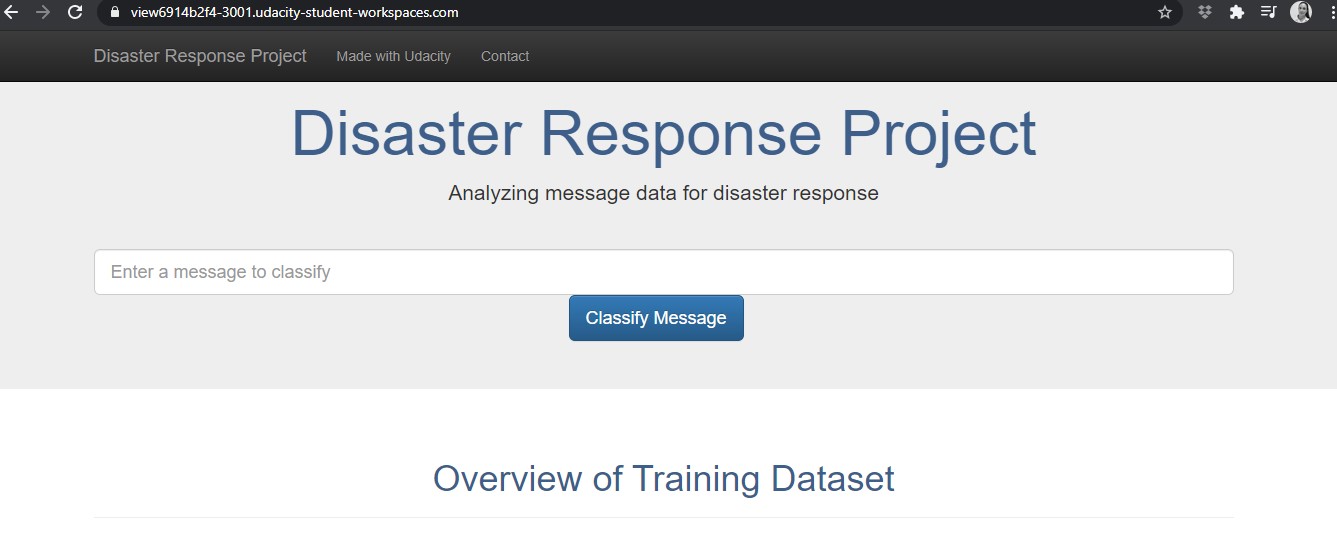 view6914b2f4-3001.udacity-student-workspaces.com
Disaster Response Project Made with Udacity Contact
Disaster Response Project
Analyzing message data for disaster response
Enter a message to classify
Classify Message
Overview of Training Dataset